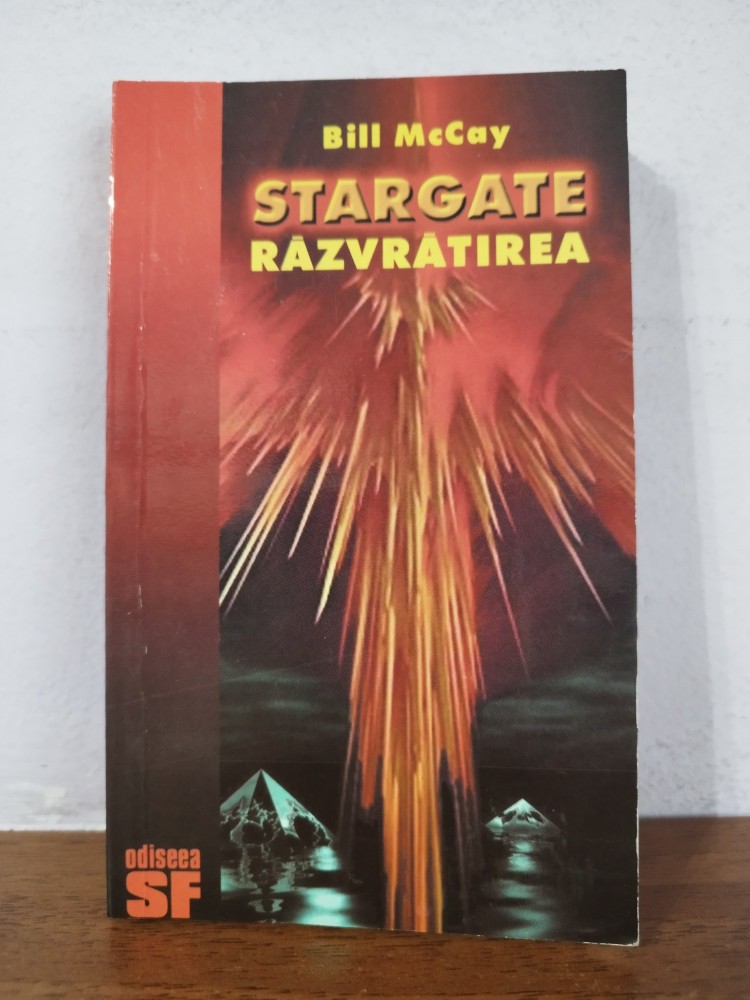 Bill McCay
STARGATE
RĂZVRĂTIREA
odiseea
SF